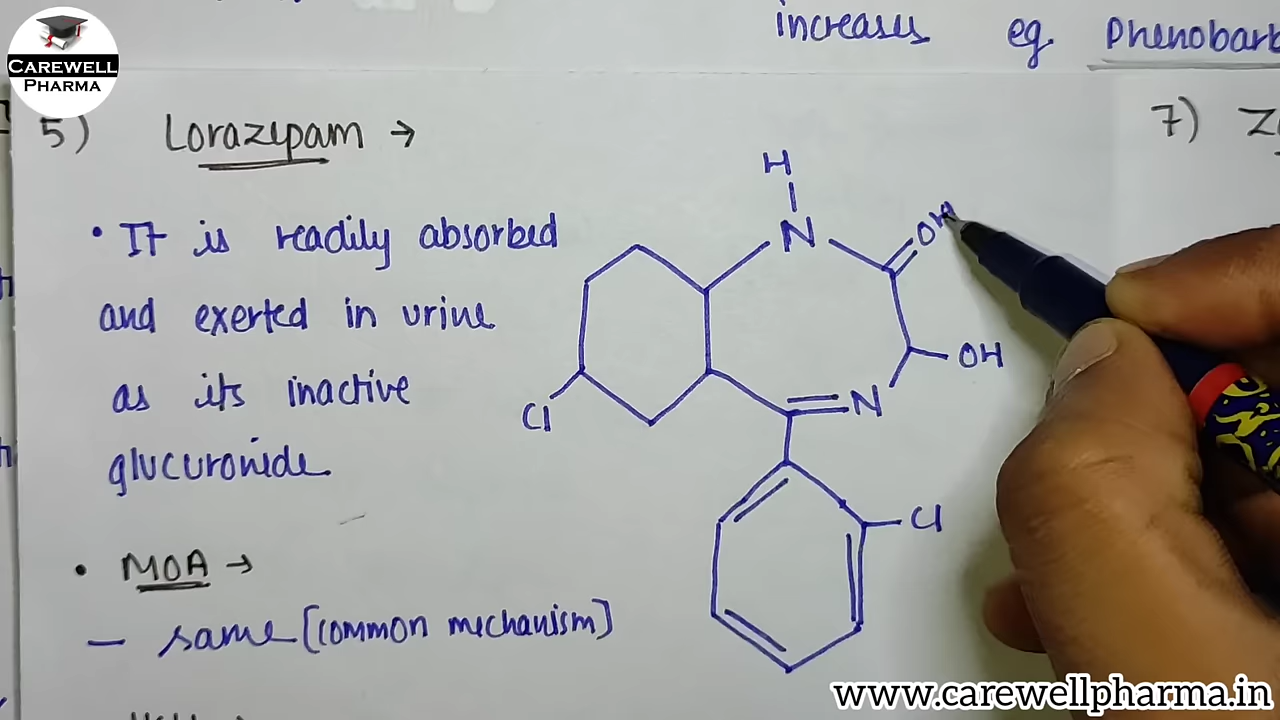 increases eg. Phenobarb
CAREWELL
PHARMA
5) Lorazepam →
7) Z
• It is readily absorbed
and exerted in urine
as its inactive
glucuronide
• MOA →
— same [common mechanism]
H
N
OH
OH
N
Cl
Cl
www.carewellpharma.in